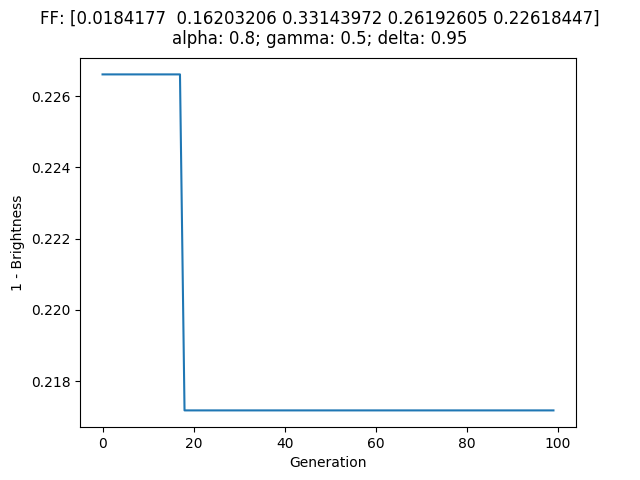 FF: [0.0184177  0.16203206 0.33143972 0.26192605 0.22618447]
alpha: 0.8; gamma: 0.5; delta: 0.95
0.226
0.224
0.222
0.220
0.218
1 - Brightness
0 20 40 60 80 100
Generation